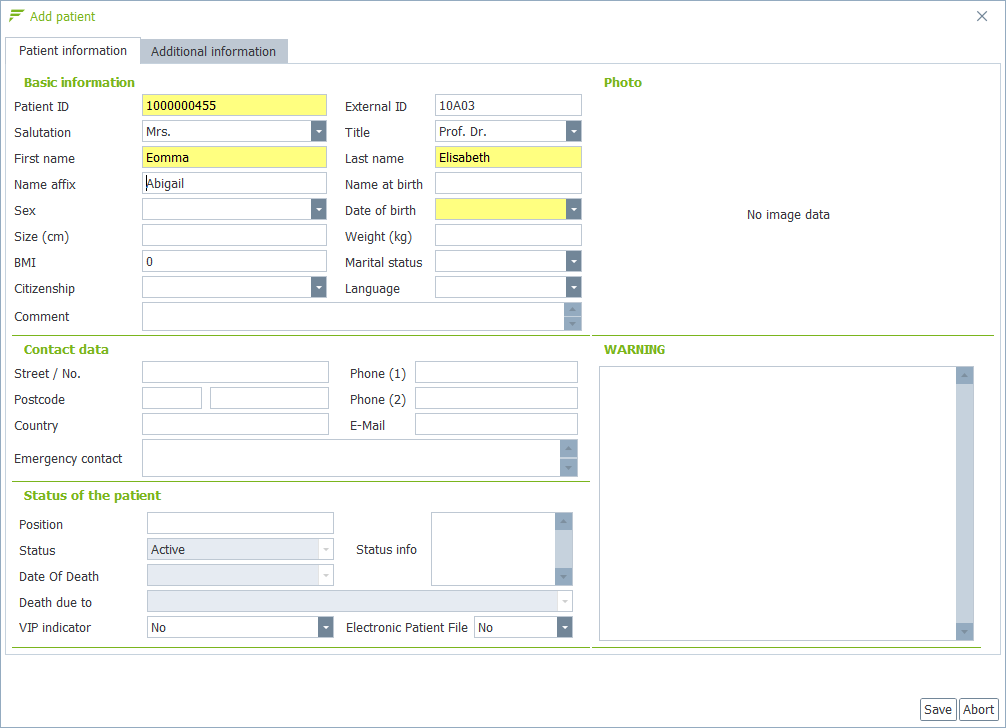 Add patient
Patient information Additional information
Basic information Photo
Patient ID 1000000455 External ID 10A03
Salutation Mrs. Title Prof. Dr.
First name Eomma Last name Elisabeth
Name affix Abigail Name at birth
Sex Date of birth
No image data
Size (cm) Weight (kg)
BMI 0 Marital status
Citizenship Language
Comment
Contact data WARNING
Street / No. Phone (1)
Postcode Phone (2)
Country E-Mail
Emergency contact
Status of the patient
Position
Status Active Status info
Date Of Death
Death due to
VIP indicator No Electronic Patient File No
Save Abort